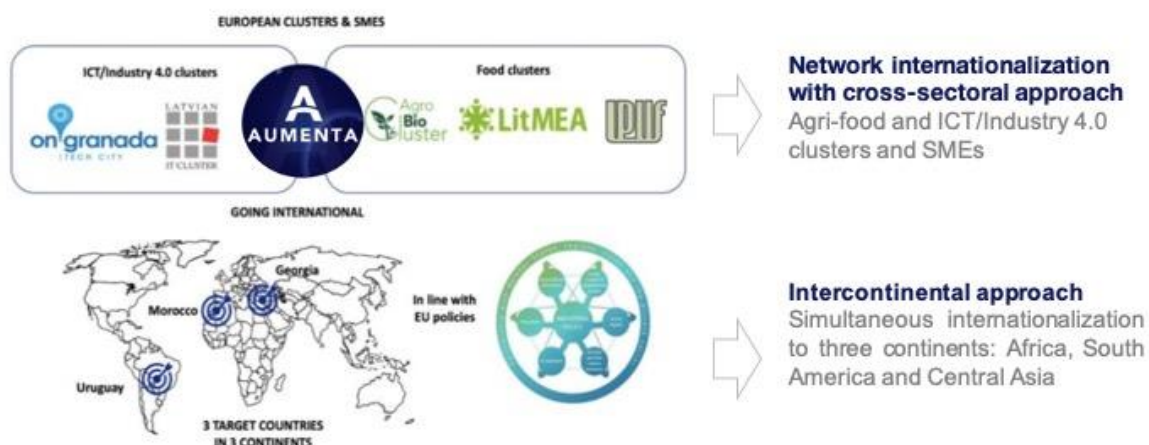 EUROPEAN CLUSTERS & SMES
ICT/Industry 4.0 clusters
Food clusters
on granada
ITECH CITY
LATVIAN
IT CLUSTER
A
AUMENTA
Agro
Bio
Cluster
LitMEA
Network internationalization
with cross-sectoral approach
Agri-food and ICT/Industry 4.0
clusters and SMEs
GOING INTERNATIONAL
Georgia
Morocco
Uruguay
3 TARGET COUNTRIES
IN 3 CONTINENTS
In line with
EU policies
Intercontinental approach
Simultaneous internationalization
to three continents: Africa, South
America and Central Asia